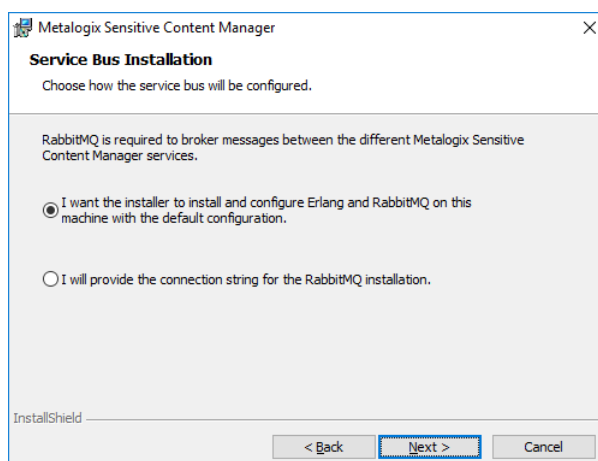 Metalogix Sensitive Content Manager
Service Bus Installation
Choose how the service bus will be configured.
RabbitMQ is required to broker messages between the different Metalogix Sensitive
Content Manager services.
I want the installer to install and configure Erlang and RabbitMQ on this
machine with the default configuration.
I will provide the connection string for the RabbitMQ installation.
InstallShield
< Back
Next >
Cancel